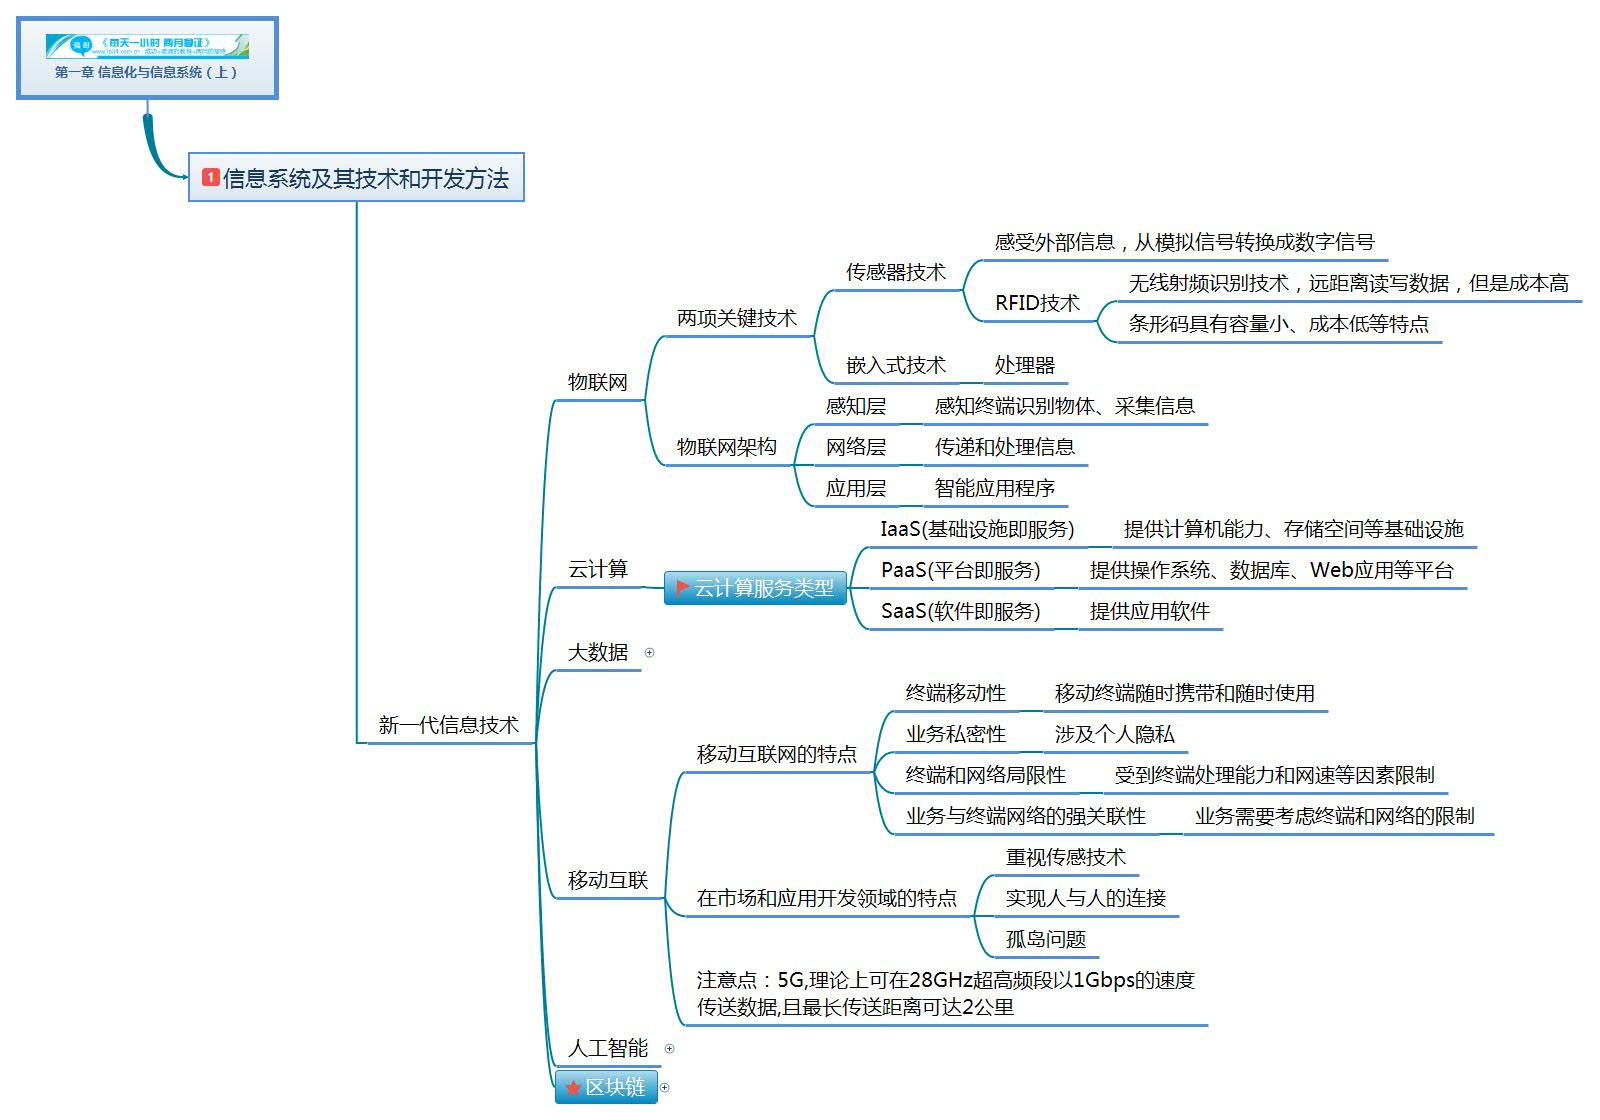 骑哥
《每天一小时 两月拿证》
第一章 信息化与信息系统（上）
1 信息系统及其技术和开发方法
新一代信息技术
物联网
两项关键技术
传感器技术
感受外部信息，从模拟信号转换成数字信号
RFID技术
无线射频识别技术，远距离读写数据，但是成本高
条形码具有容量小、成本低等特点
嵌入式技术
处理器
物联网架构
感知层
感知终端识别物体、采集信息
网络层
传递和处理信息
应用层
智能应用程序
云计算
云计算服务类型
IaaS(基础设施即服务)
提供计算机能力、存储空间等基础设施
PaaS(平台即服务)
提供操作系统、数据库、Web应用等平台
SaaS(软件即服务)
提供应用软件
大数据
移动互联
移动互联网的特点
终端移动性
移动终端随时携带和随时使用
业务私密性
涉及个人隐私
终端和网络局限性
受到终端处理能力和网速等因素限制
业务与终端网络的强关联性
业务需要考虑终端和网络的限制
在市场和应用开发领域的特点
重视传感技术
实现人与人的连接
孤岛问题
注意点：5G,理论上可在28GHz超高频段以1Gbps的速度
传送数据,且最长传送距离可达2公里
人工智能
区块链